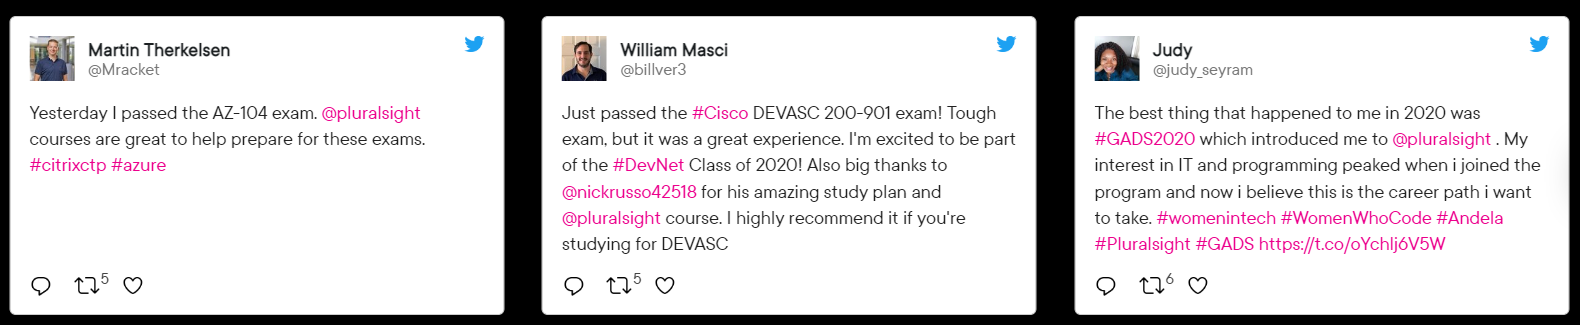 Martin Therkelsen
@Mracket
Yesterday I passed the AZ-104 exam. @pluralsight
courses are great to help prepare for these exams.
#citrixctp #azure
5
William Masci
@billver3
Just passed the #Cisco DEVASC 200-901 exam! Tough
exam, but it was a great experience. I'm excited to be part
of the #DevNet Class of 2020! Also big thanks to
@nickrusso42518 for his amazing study plan and
@pluralsight course. I highly recommend it if you're
studying for DEVASC
5
Judy
@judy_seyram
The best thing that happened to me in 2020 was
#GADS2020 which introduced me to @pluralsight . My
interest in IT and programming peaked when i joined the
program and now i believe this is the career path i want
to take. #womenintech #WomenWhoCode #Andela
#Pluralsight #GADS https://t.co/oYchlj6V5W
6